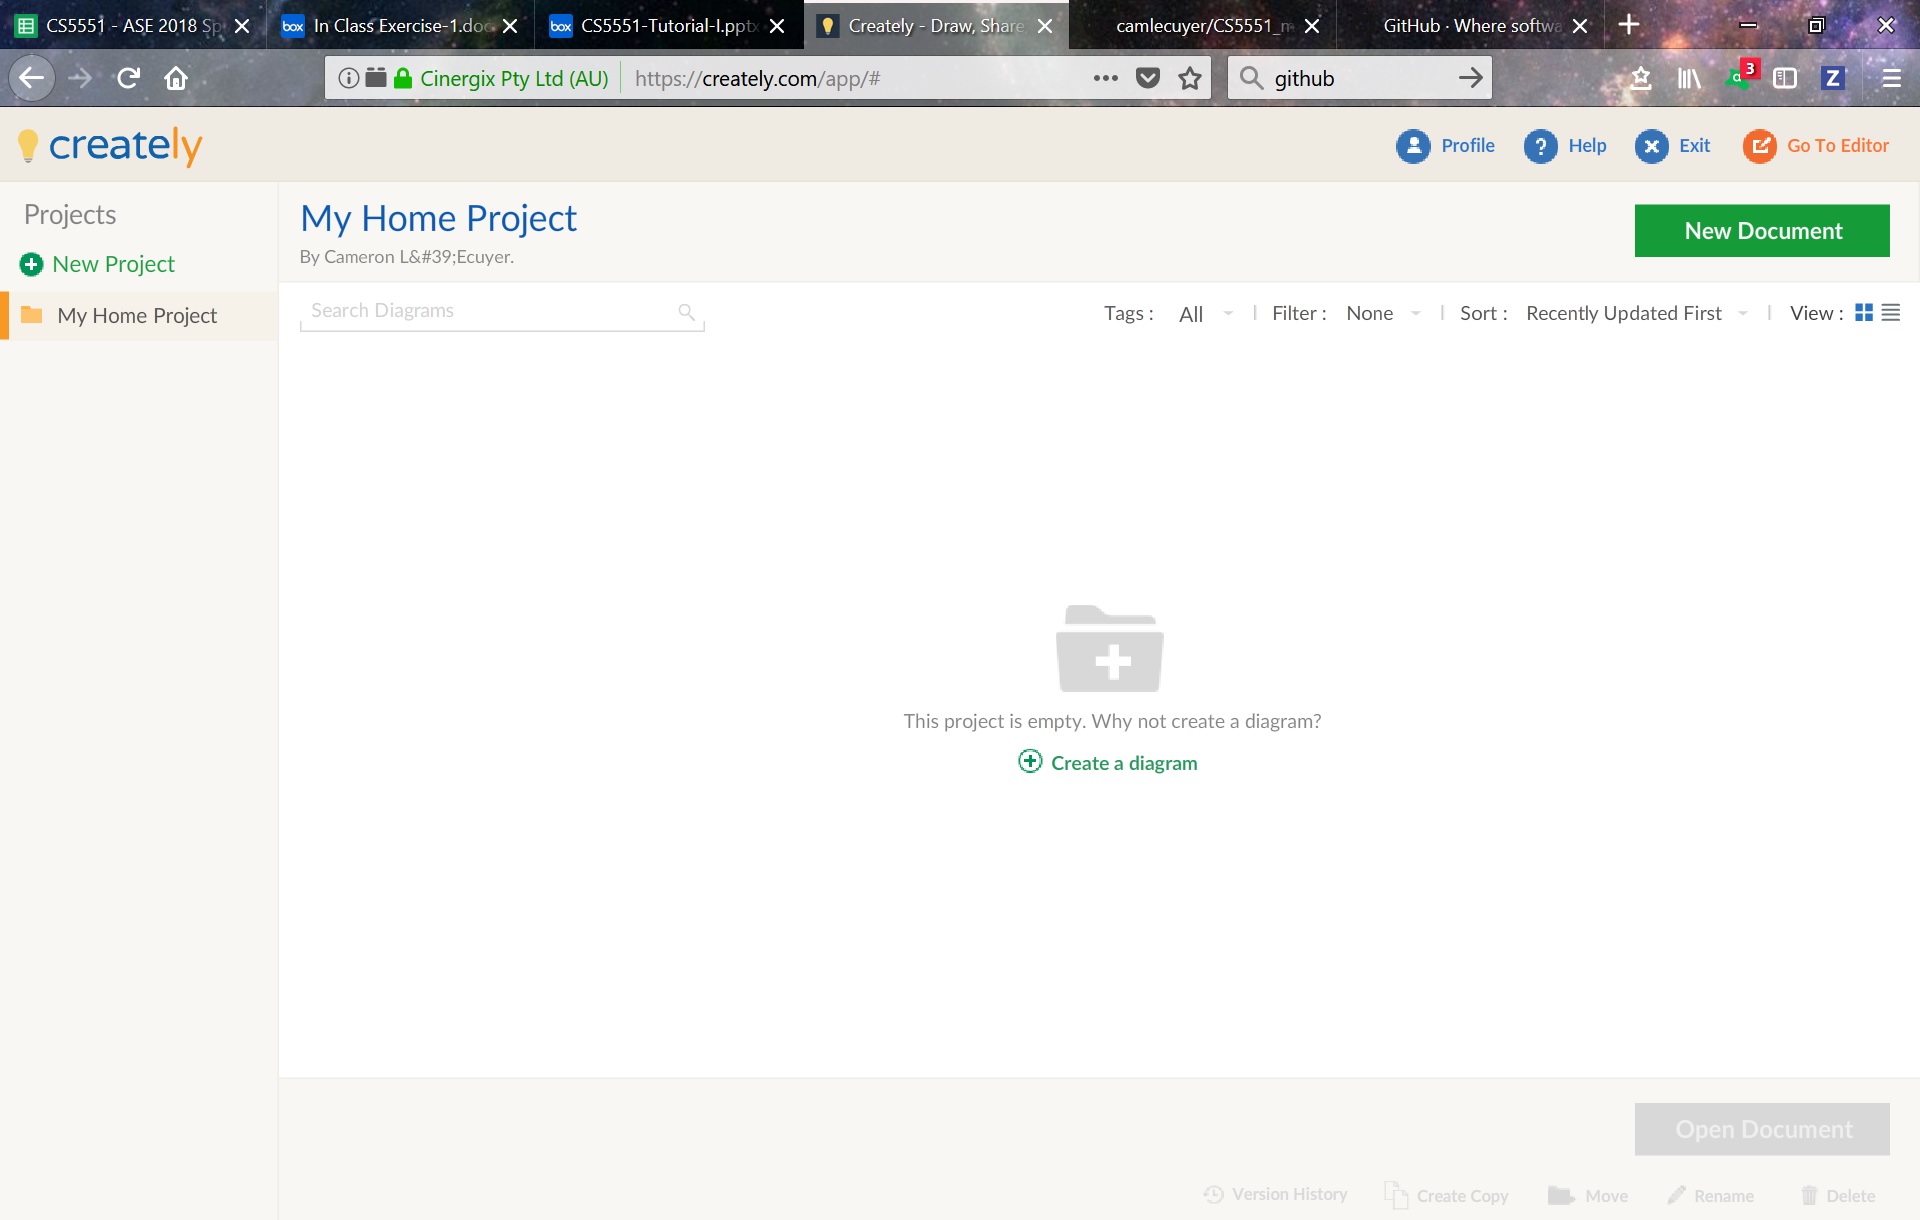 CS5551 - ASE 2018 Sp
In Class Exercise-1.doc
CS5551-Tutorial-I.pptx
Creately - Draw, Share
camlecuyer/CS5551_
GitHub · Where softwa
Cinergix Pty Ltd (AU)
https://creately.com/app/#
github
3
Z
creately
Profile
Help
Exit
Go To Editor
Projects
New Project
My Home Project
My Home Project
By Cameron L&#39;Ecuyer.
New Document
Search Diagrams
Tags : All | Filter : None | Sort : Recently Updated First | View :
This project is empty. Why not create a diagram?
Create a diagram
Open Document
Version History
Create Copy
Move
Rename
Delete